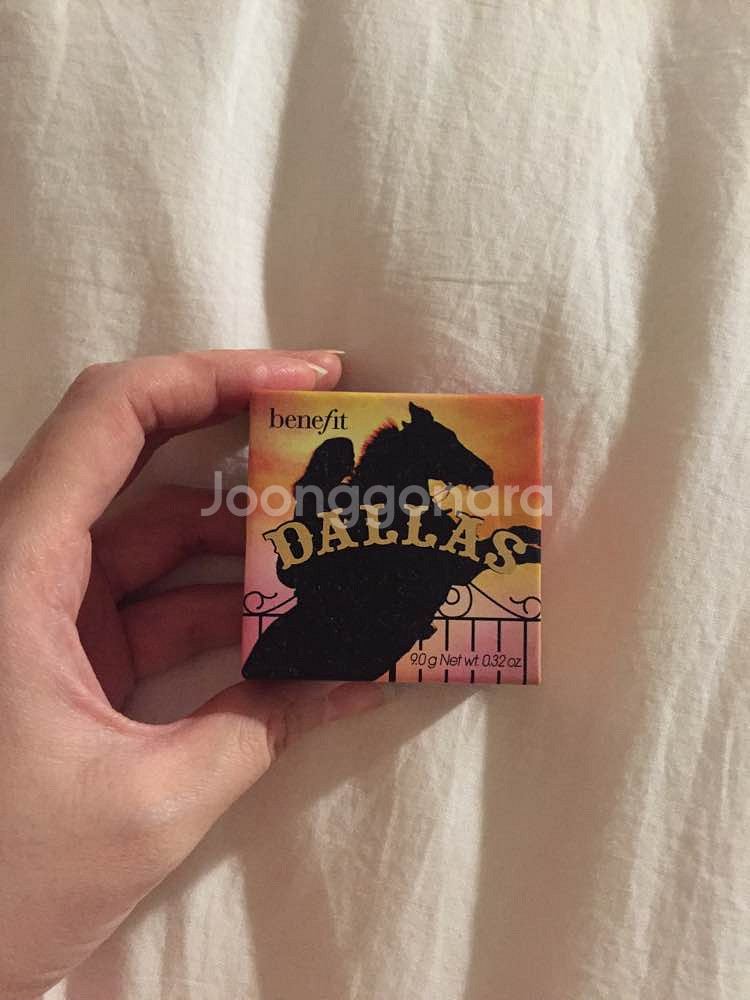 benefit
Joonggonara
DALLAS
9.0 g Net wt. 0.32 oz.